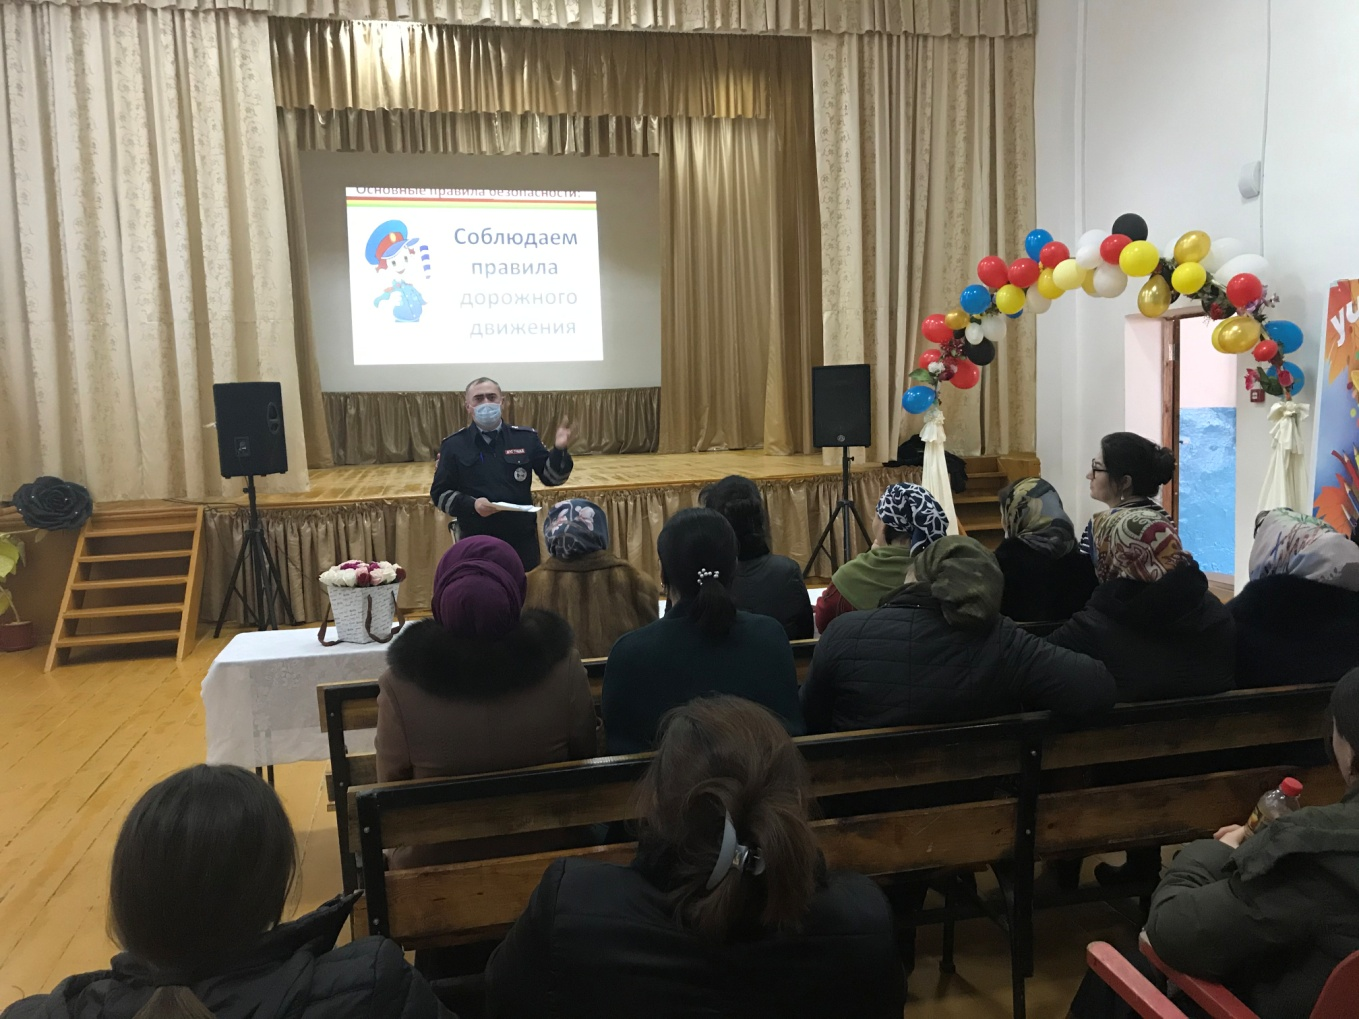 Основные правила безопасности:
Соблюдаем
правила
дорожного
движения